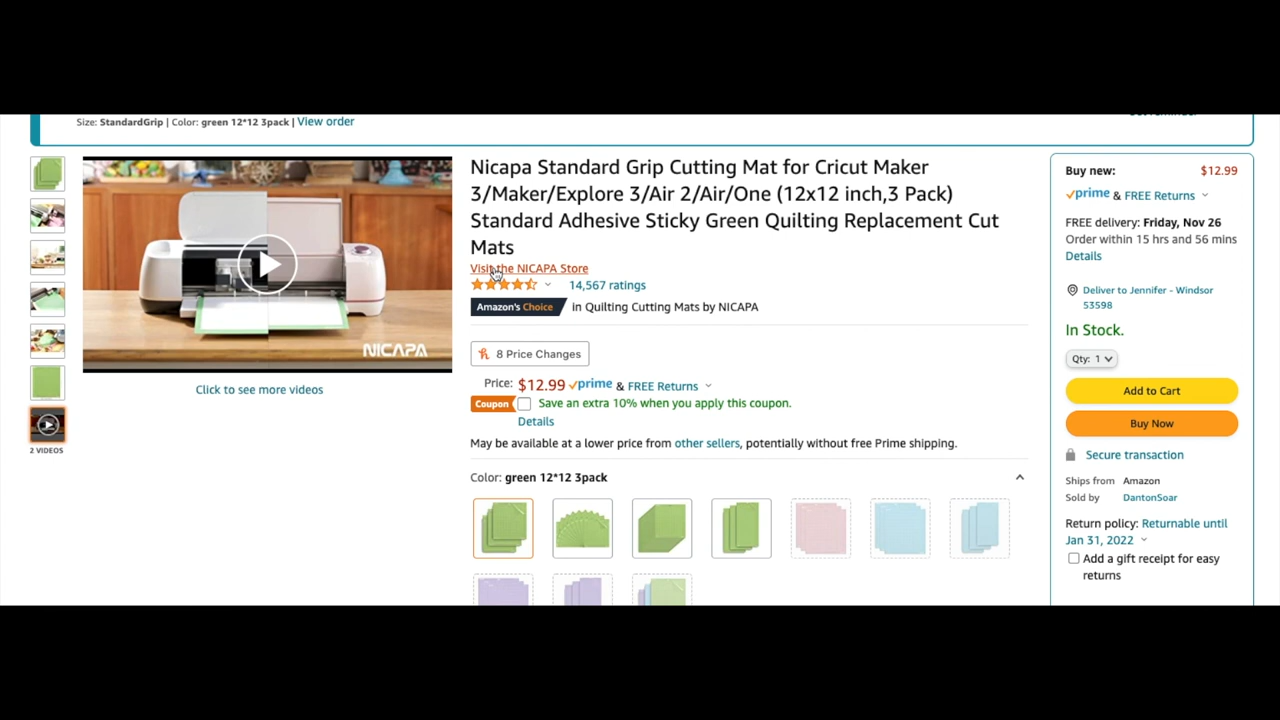 Size: StandardGrip | Color: green 12*12 3pack | View order
Nicapa Standard Grip Cutting Mat for Cricut Maker
3/Maker/Explore 3/Air 2/Air/One (12x12 inch,3 Pack)
Standard Adhesive Sticky Green Quilting Replacement Cut
Mats
Visit the NICAPA Store
14,567 ratings
Amazon's Choice in Quilting Cutting Mats by NICAPA
8 Price Changes
Price: $12.99 prime & FREE Returns
Coupon Save an extra 10% when you apply this coupon.
Details
May be available at a lower price from other sellers, potentially without free Prime shipping.
Color: green 12*12 3pack
NICAPA
Click to see more videos
2 VIDEOS
Buy new: $12.99
prime & FREE Returns
FREE delivery: Friday, Nov 26
Order within 15 hrs and 56 mins
Details
Deliver to Jennifer - Windsor
53598
In Stock.
Qty: 1
Add to Cart
Buy Now
Secure transaction
Ships from Amazon
Sold by DantonSoar
Return policy: Returnable until
Jan 31, 2022
Add a gift receipt for easy
returns